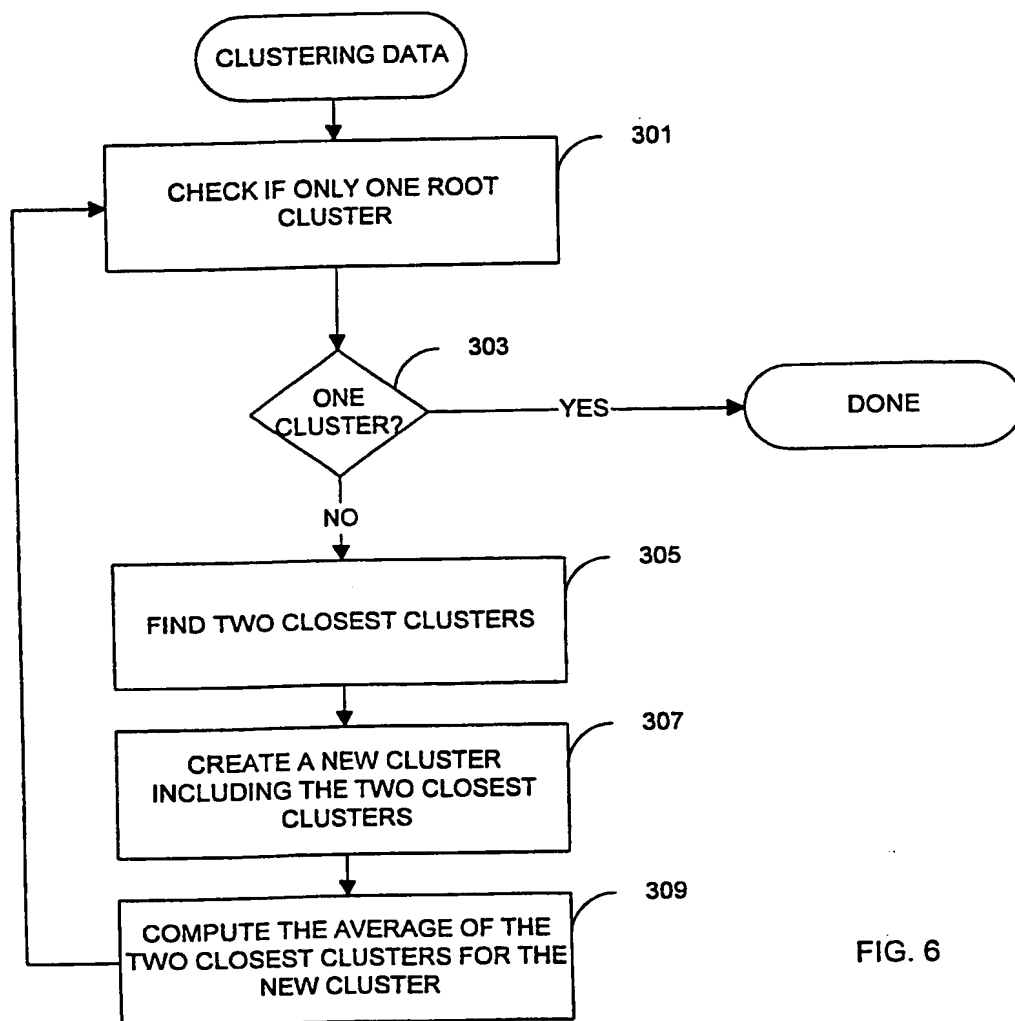 CLUSTERING DATA
301
CHECK IF ONLY ONE ROOT
CLUSTER
303
ONE
CLUSTER?
YES
DONE
NO
305
FIND TWO CLOSEST CLUSTERS
307
CREATE A NEW CLUSTER
INCLUDING THE TWO CLOSEST
CLUSTERS
309
COMPUTE THE AVERAGE OF THE
TWO CLOSEST CLUSTERS FOR THE
NEW CLUSTER
FIG. 6